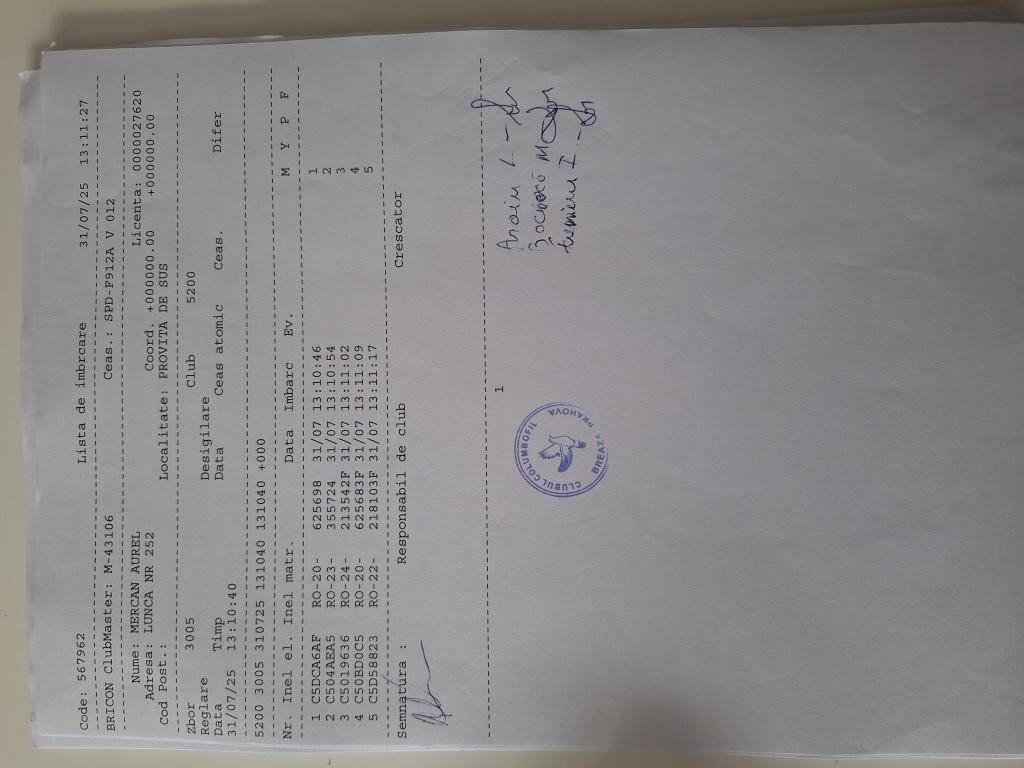 Code: 567962 Lista de imbrcare 31/07/25 13:11:27
BRICON ClubMaster: M-43106 Ceas.: SPD-F912A V 012
Nume: MERCAN AUREL Licenta: 0000027620
Adresa: LUNCA NR 252 Coord. +000000.00 +000000.00
Cod Post.: Localitate: PROVITA DE SUS
Zbor 3005 Club 5200
Reglare Desigilare
Data Timp Data Ceas atomic Ceas. Difer
31/07/25 13:10:40
5200 3005 310725 131040 131040 +000
Nr. Inel el. Inel matr. Data Imbarc Ev. M Y P F
1 C5DCA6AF RO-20- 625698 31/07 13:10:46 1
2 C504AEA5 RO-23- 355724 31/07 13:10:54 2
3 C5019636 RO-24- 213542F 31/07 13:11:02 3
4 C50BD0C5 RO-20- 625683F 31/07 13:11:09 4
5 C5D58823 RO-22- 218103F 31/07 13:11:17 5
Semnatura : Responsabil de club Crescator
1
CLUBUL COLUMBOFIL PRAHOVA
BREAZA